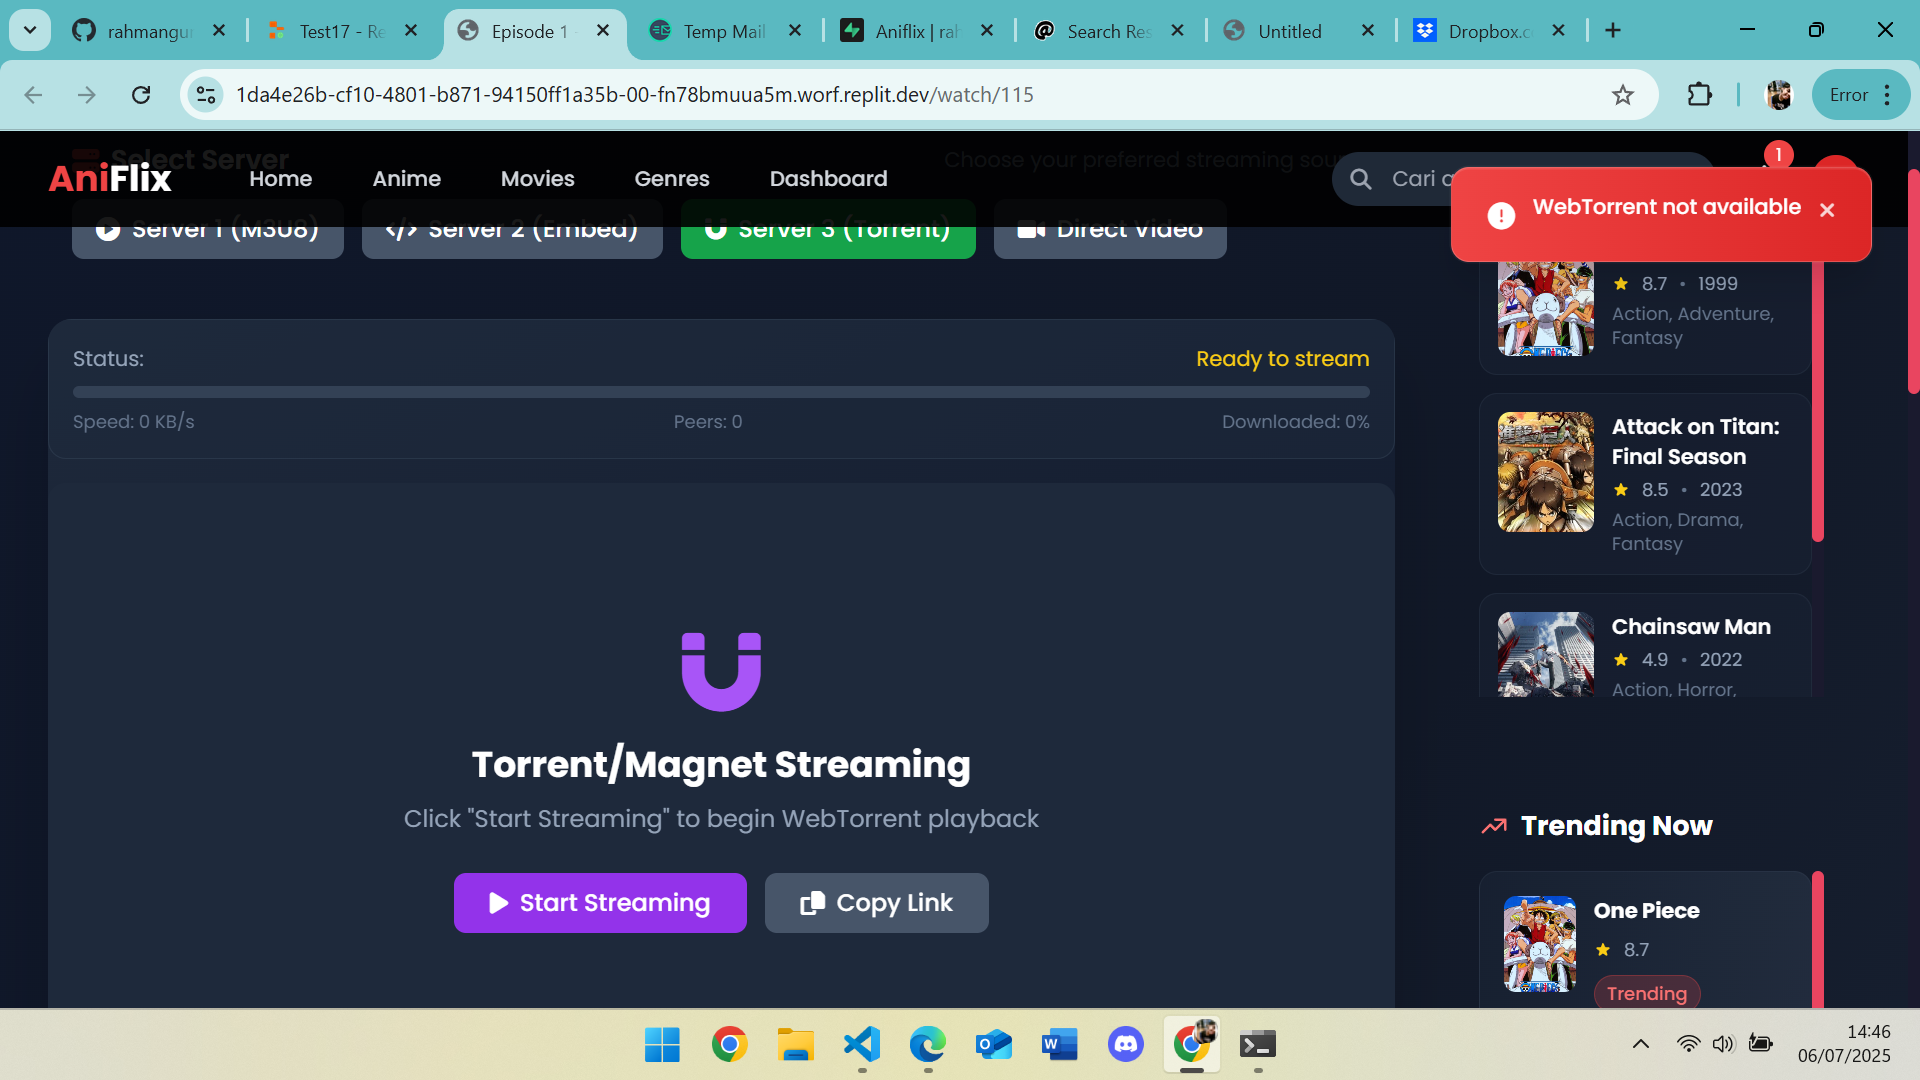 rahmangu
Test17 - Re
Episode 1 -
Temp Mail
Aniflix | rah
Search Res
Untitled
Dropbox.c
1da4e26b-cf10-4801-b871-94150ff1a35b-00-fn78bmuua5m.worf.replit.dev/watch/115
Error
Select Server
Choose your preferred streaming sou
AniFlix
Home
Anime
Movies
Genres
Dashboard
Cari a
1
WebTorrent not available
Server 1 (M3U8)
Server 2 (Embed)
Server 3 (Torrent)
Direct Video
8.7 • 1999
Action, Adventure,
Fantasy
Status:
Ready to stream
Speed: 0 KB/s
Peers: 0
Downloaded: 0%
Attack on Titan:
Final Season
8.5 • 2023
Action, Drama,
Fantasy
Chainsaw Man
4.9 • 2022
Action, Horror,
Torrent/Magnet Streaming
Click "Start Streaming" to begin WebTorrent playback
Start Streaming
Copy Link
Trending Now
One Piece
8.7
Trending
14:46
06/07/2025